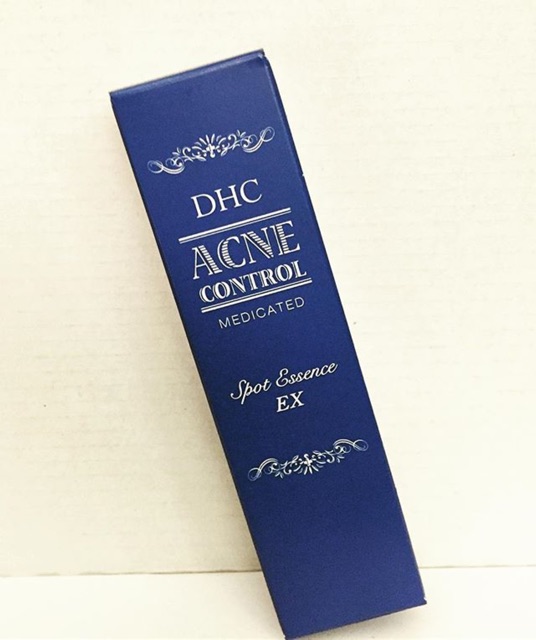 DHC
ACNE
CONTROL
MEDICATED
Spot Essence
EX